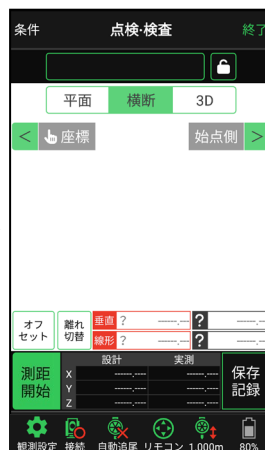 条件 点検·検査 終了
平面 横断 3D
< 座標 始点側 >
オフセット 離れ切替 垂直 ? -----.--- ? -----.---
線形 ? -----.--- ? -----.---
設計 実測
測距開始 X -----.--- -----.--- 保存記録
Y -----.--- -----.---
Z -----.--- -----.---
観測設定 接続 自動追尾 リモコン 1.000m 80%